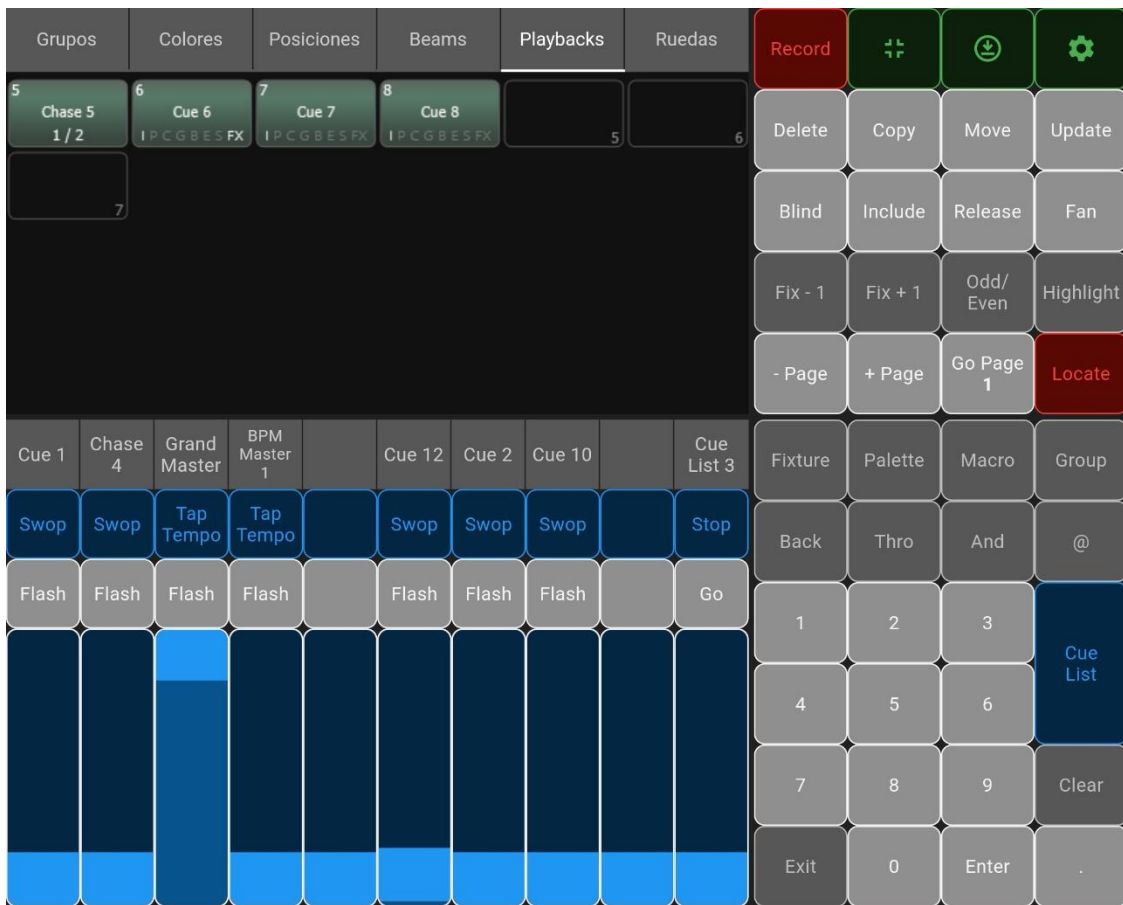 Grupos Colores Posiciones Beams Playbacks Ruedas
5 6 7 8
Chase 5 Cue 6 Cue 7 Cue 8
1 / 2 I P C G B E S FX I P C G B E S FX I P C G B E S FX 5 6
7
Cue 1 Chase 4 Grand Master BPM Master 1 Cue 12 Cue 2 Cue 10 Cue List 3
Swop Swop Tap Tempo Tap Tempo Swop Swop Swop Stop
Flash Flash Flash Flash Flash Flash Flash Go
Record
Delete Copy Move Update
Blind Include Release Fan
Fix - 1 Fix + 1 Odd/ Even Highlight
- Page + Page Go Page 1 Locate
Fixture Palette Macro Group
Back Thro And @
1 2 3 Cue List
4 5 6
7 8 9 Clear
Exit 0 Enter .